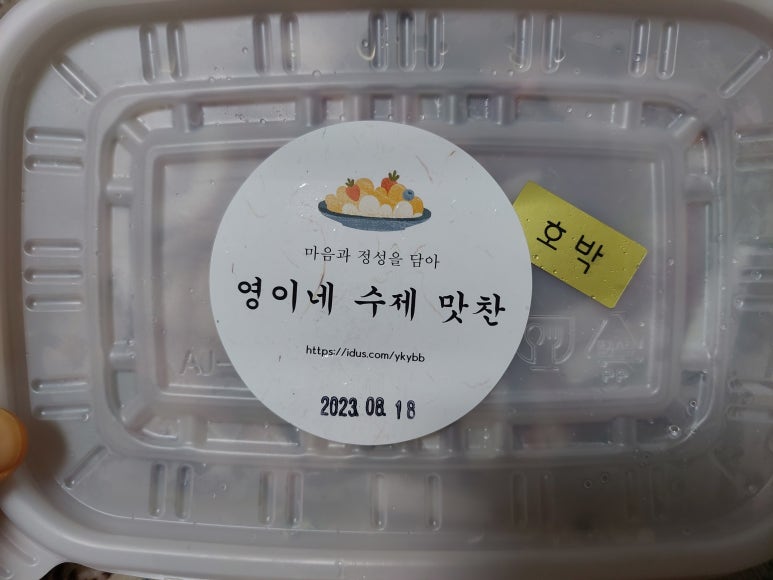 마음과 정성을 담아
영이네 수제 맛찬
https://idus.com/ykybb
2023. 08. 18
호박
PP